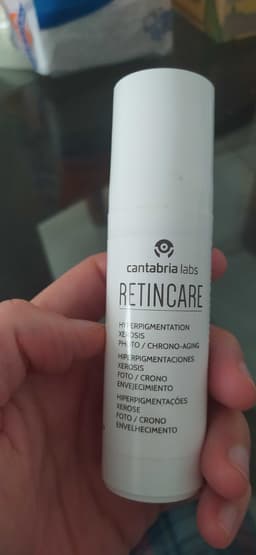 cantabria labs
RETINCARE
HYPERPIGMENTATION
XEROSIS
PHOTO / CHRONO-AGING
HIPERPIGMENTACIONES
XEROSIS
FOTO / CRONO
ENVEJECIMIENTO
HIPERPIGMENTAÇÕES
XEROSE
FOTO / CRONO
ENVELHECIMENTO